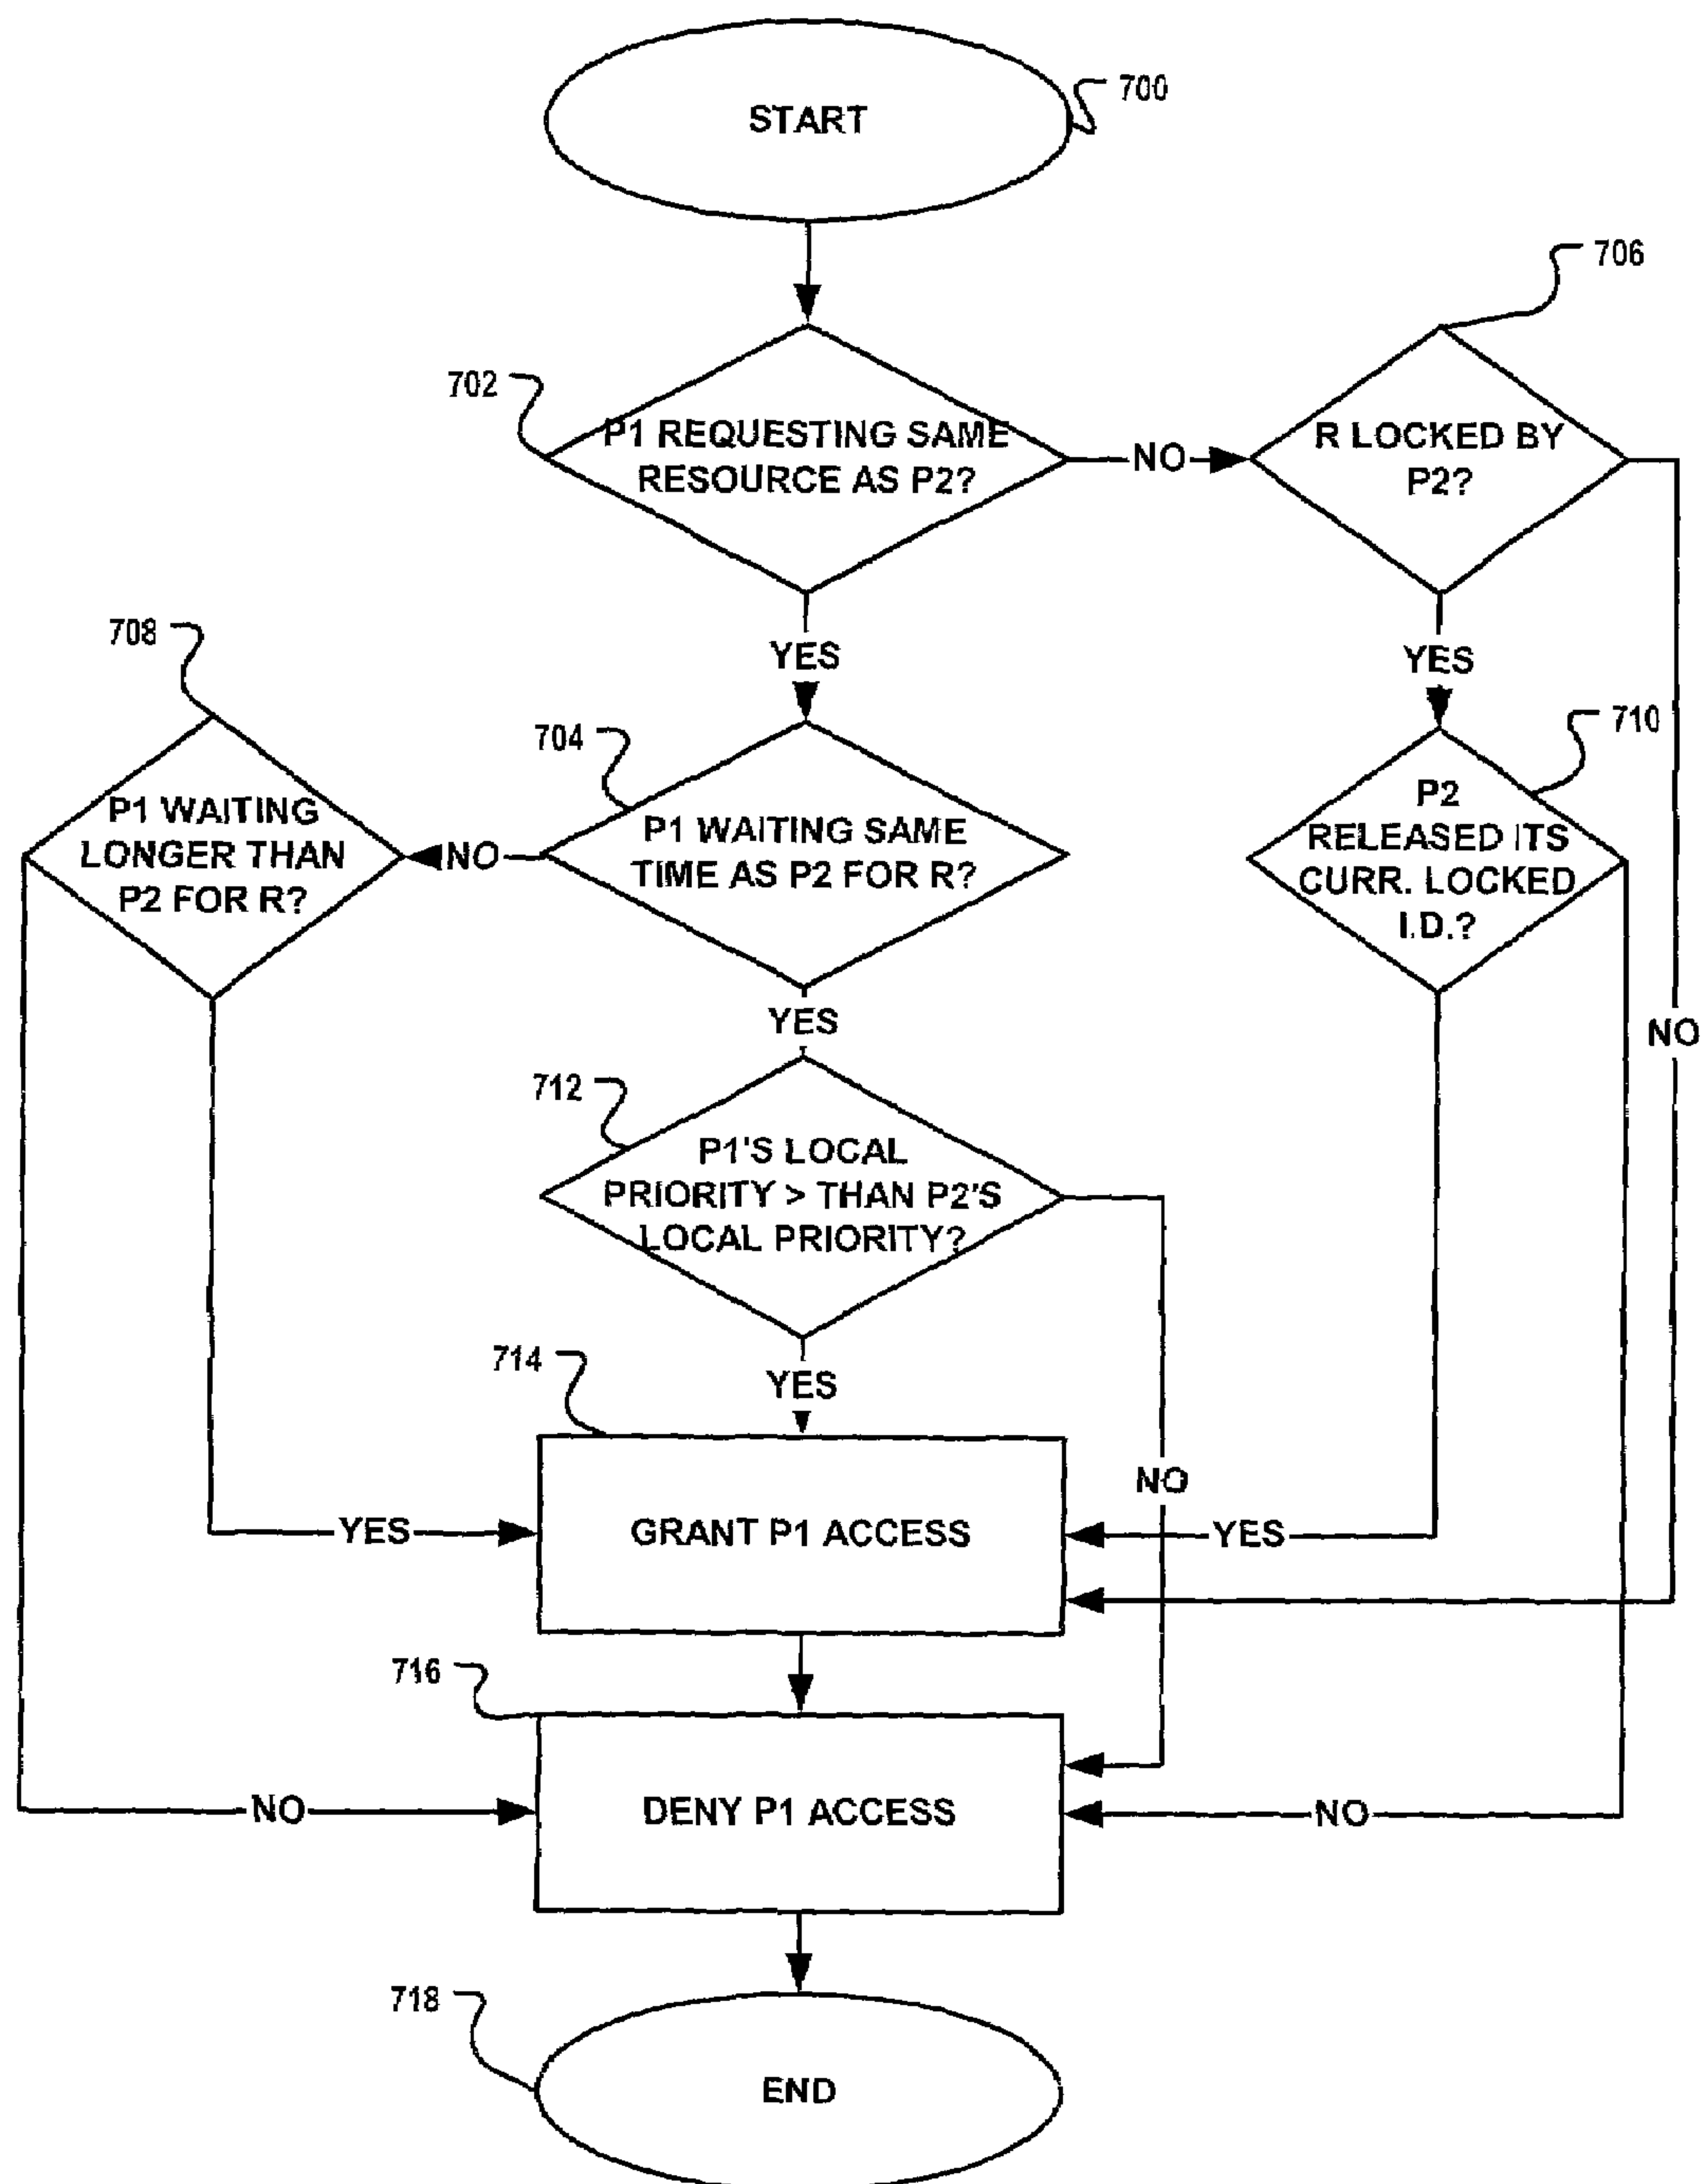 START
700
706
702
P1 REQUESTING SAME
RESOURCE AS P2?
NO
R LOCKED BY
P2?
YES
YES
708
704
710
P1 WAITING
LONGER THAN
P2 FOR R?
NO
P1 WAITING SAME
TIME AS P2 FOR R?
P2
RELEASED ITS
CURR. LOCKED
I.D.?
YES
NO
712
P1'S LOCAL
PRIORITY > THAN P2'S
LOCAL PRIORITY?
714
YES
NO
YES
GRANT P1 ACCESS
YES
716
NO
DENY P1 ACCESS
NO
718
END